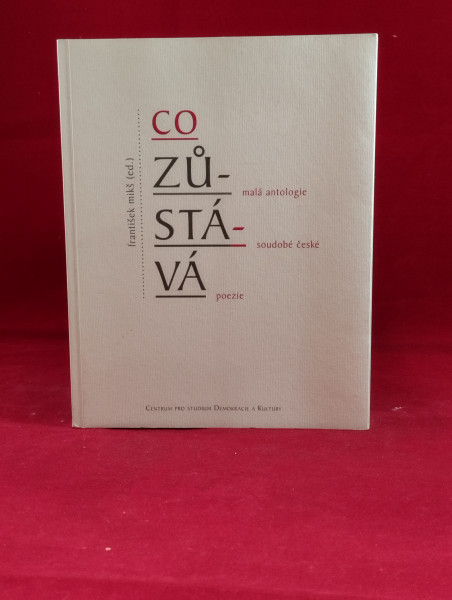 františek mikš (ed.)
CO
ZŮ-
malá antologie
STÁ-
soudobé české
VÁ
poezie
Centrum pro studium Demokracie a Kultury